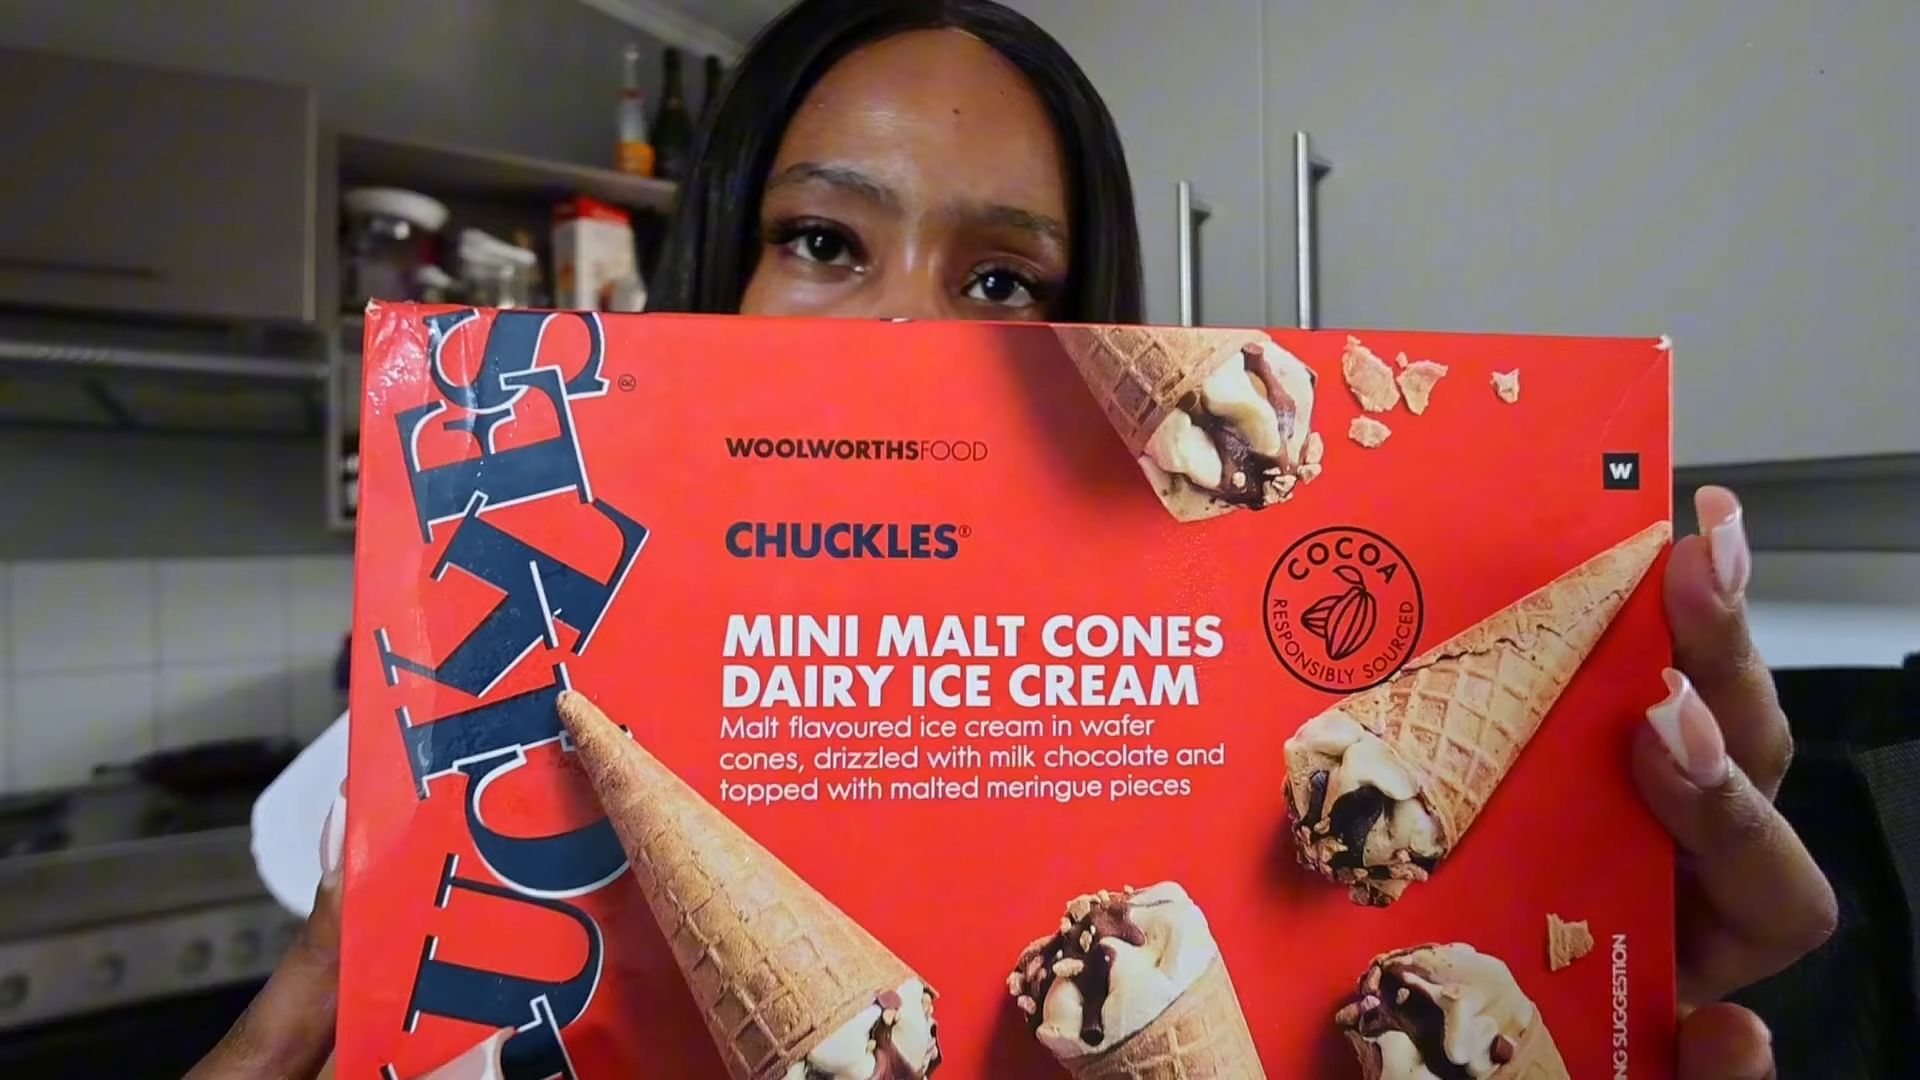 UCKLES®
WOOLWORTHSFOOD
W
CHUCKLES®
COCOA
RESPONSIBLY SOURCED
MINI MALT CONES
DAIRY ICE CREAM
Malt flavoured ice cream in wafer
cones, drizzled with milk chocolate and
topped with malted meringue pieces
NG SUGGESTION